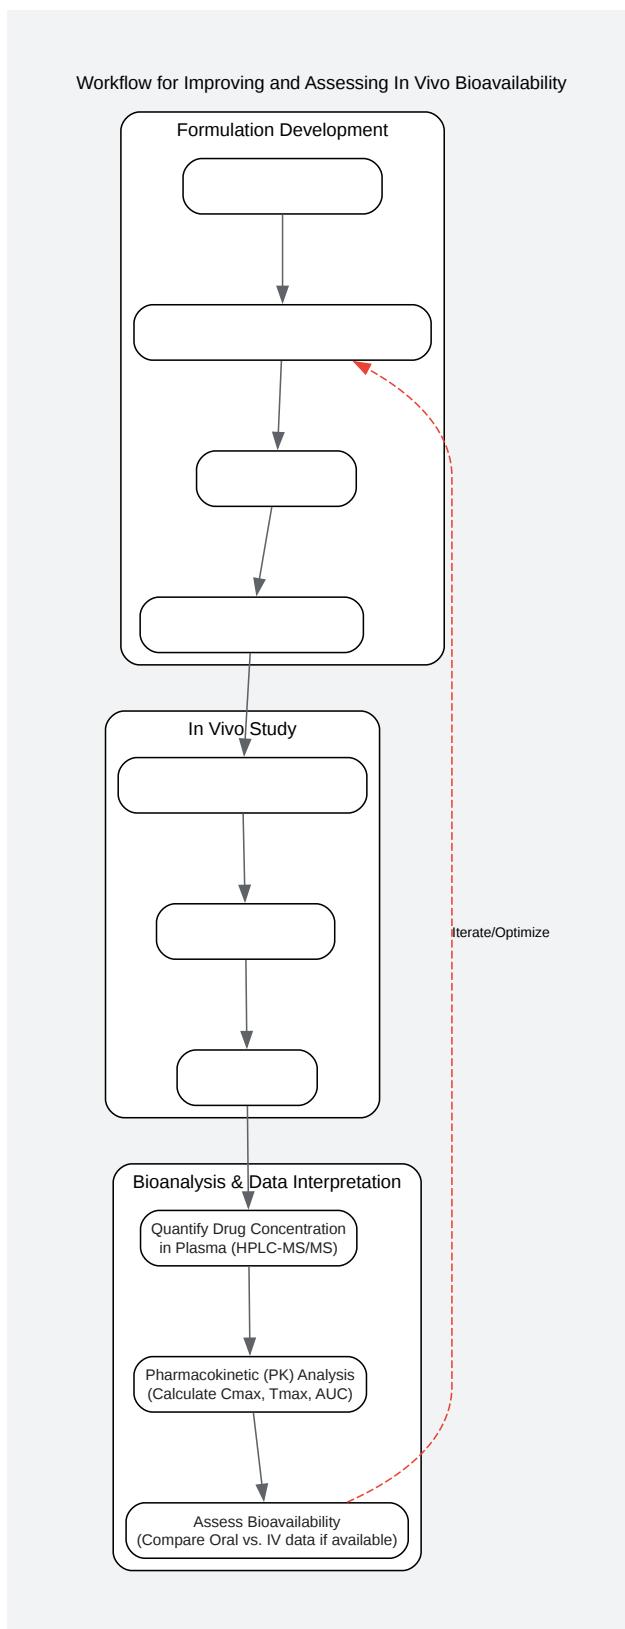 Workflow for Improving and Assessing In Vivo Bioavailability
Formulation Development
In Vivo Study
Iterate/Optimize
Bioanalysis & Data Interpretation
Quantify Drug Concentration
in Plasma (HPLC-MS/MS)
Pharmacokinetic (PK) Analysis
(Calculate Cmax, Tmax, AUC)
Assess Bioavailability
(Compare Oral vs. IV data if available)